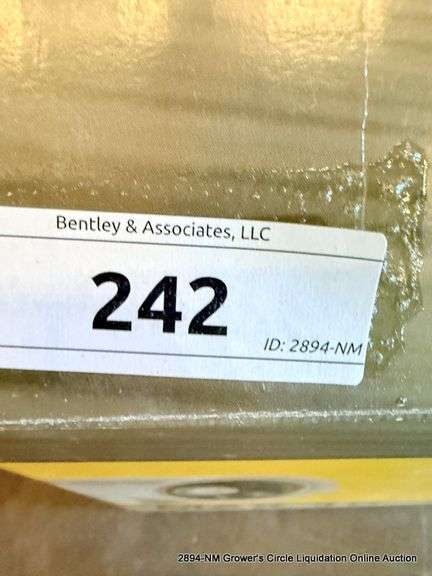 Bentley & Associates, LLC
242
ID: 2894-NM
2894-NM Grower's Circle Liquidation Online Auction